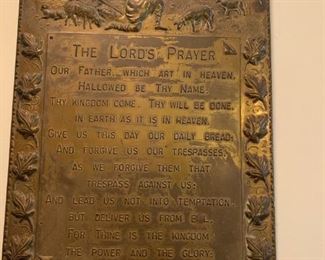 THE LORD'S PRAYER
OUR FATHER, WHICH ART IN HEAVEN,
HALLOWED BE THY NAME.
THY KINGDOM COME. THY WILL BE DONE,
IN EARTH AS IT IS IN HEAVEN.
GIVE US THIS DAY OUR DAILY BREAD;
AND FORGIVE US OUR TRESPASSES,
AS WE FORGIVE THEM THAT
TRESPASS AGAINST US:
AND LEAD US NOT INTO TEMPTATION,
BUT DELIVER US FROM
FOR THINE IS THE KINGDOM
THE POWER AND THE GLORY: